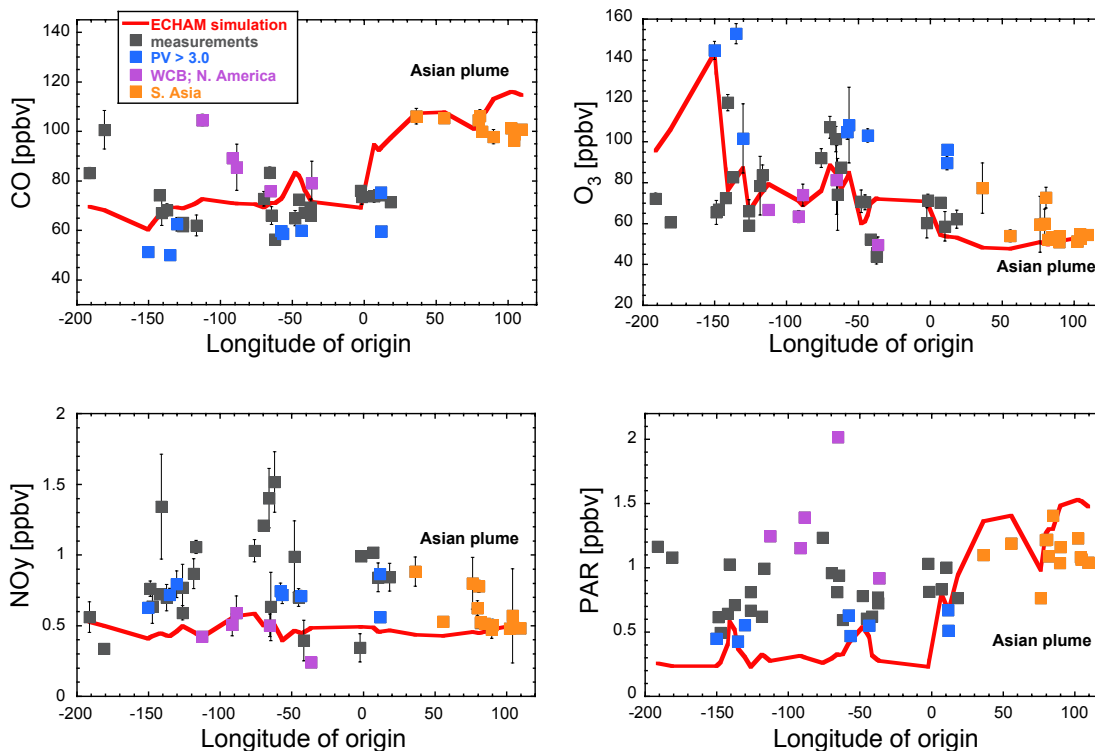 ECHAM simulation
measurements
PV > 3.0
WCB; N. America
S. Asia
Asian plume
CO [ppbv]
140
120
100
80
60
40
-200 -150 -100 -50 0 50 100
Longitude of origin
O3 [ppbv]
160
140
120
100
80
60
40
20
Asian plume
-200 -150 -100 -50 0 50 100
Longitude of origin
NOy [ppbv]
2
1.5
1
0.5
0
Asian plume
-200 -150 -100 -50 0 50 100
Longitude of origin
PAR [ppbv]
2
1.5
1
0.5
0
Asian plume
-200 -150 -100 -50 0 50 100
Longitude of origin